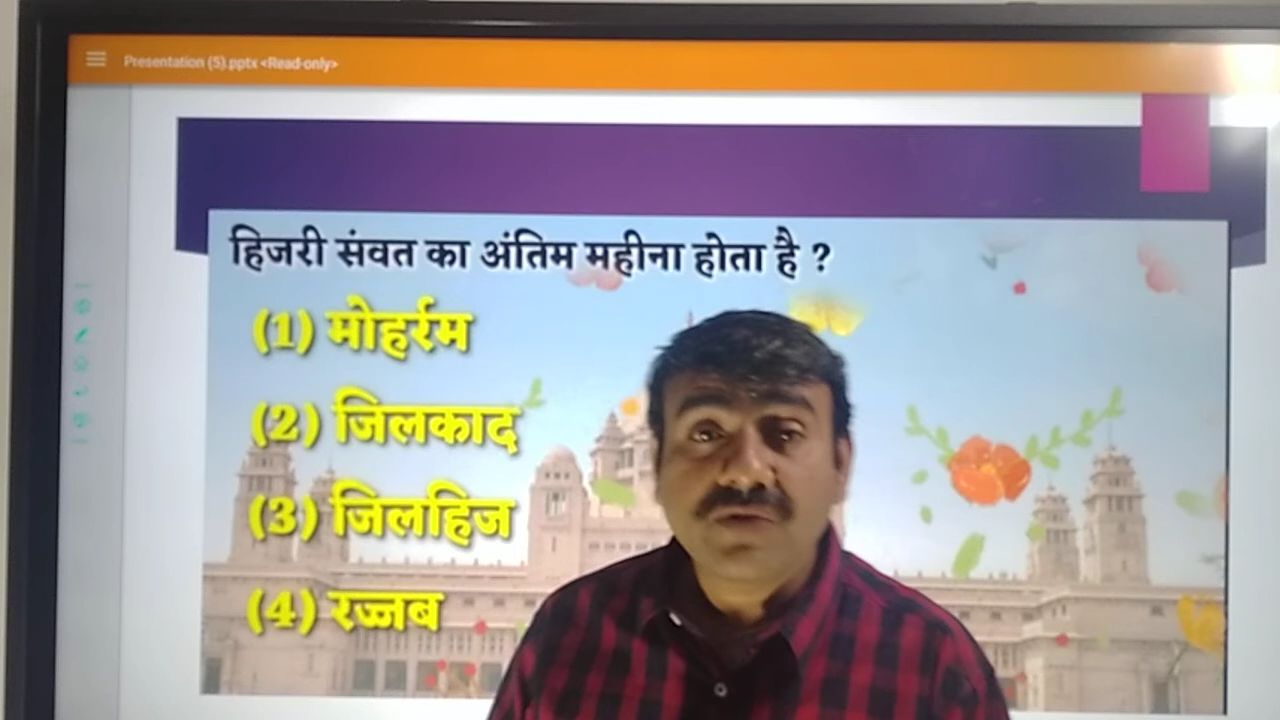 Presentation (5).pptx <Read-only>
हिजरी संवत का अंतिम महीना होता है ?
(1) मोहर्रम
(2) जिलकाद
(3) जिलहिज
(4) रज्जब